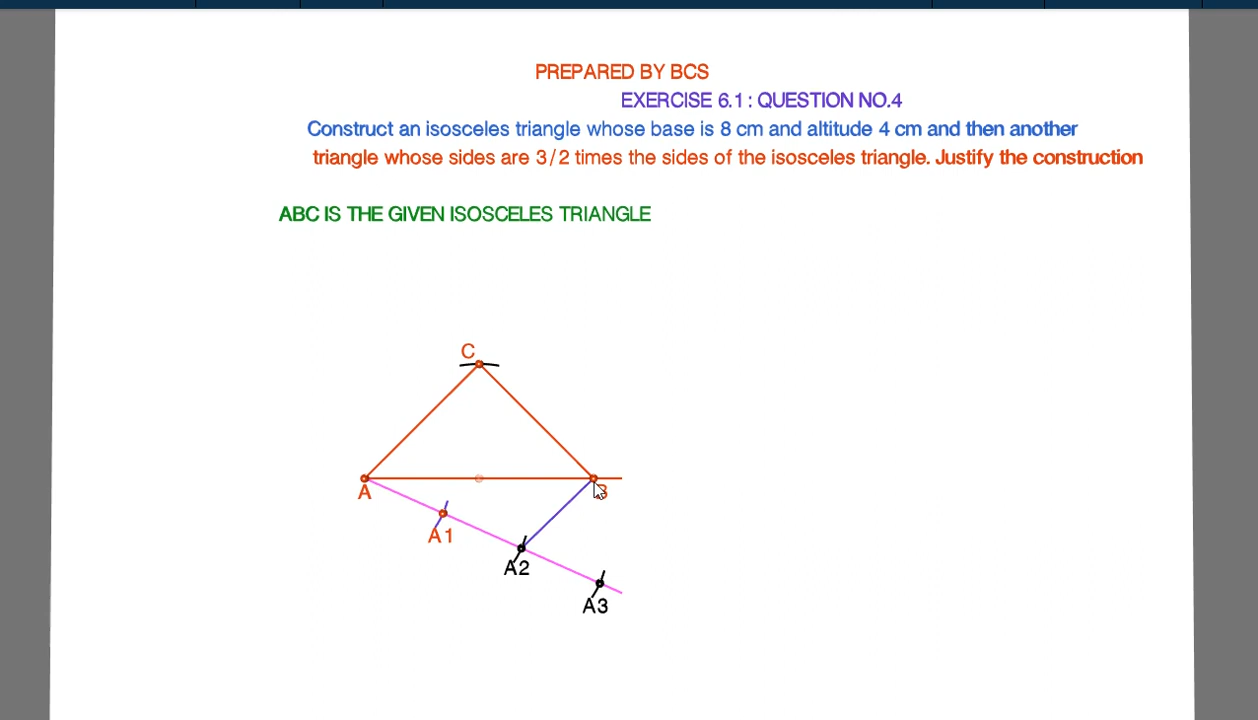 PREPARED BY BCS
EXERCISE 6.1 : QUESTION NO.4
Construct an isosceles triangle whose base is 8 cm and altitude 4 cm and then another
triangle whose sides are 3/2 times the sides of the isosceles triangle. Justify the construction
ABC IS THE GIVEN ISOSCELES TRIANGLE
C
A
B
A1
A2
A3